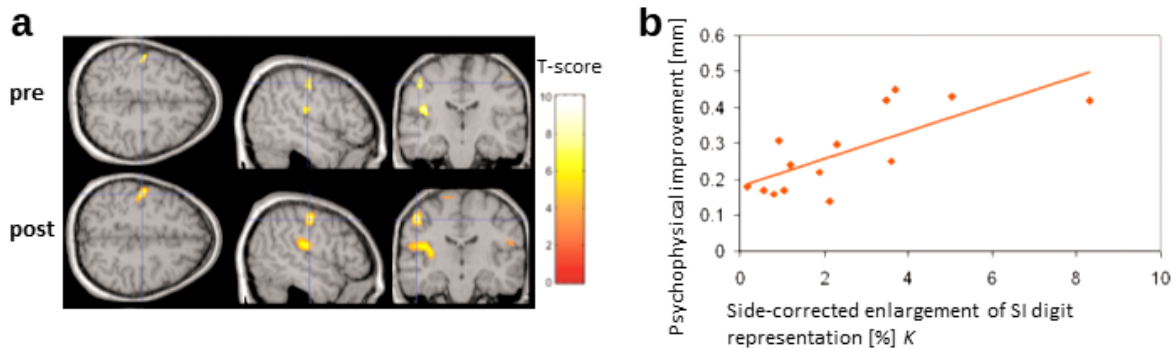 a
pre
post
T-score
10
8
6
4
2
0
b
Psychophysical improvement [mm]
0.6
0.5
0.4
0.3
0.2
0.1
0
0 2 4 6 8 10
Side-corrected enlargement of SI digit
representation [%] K